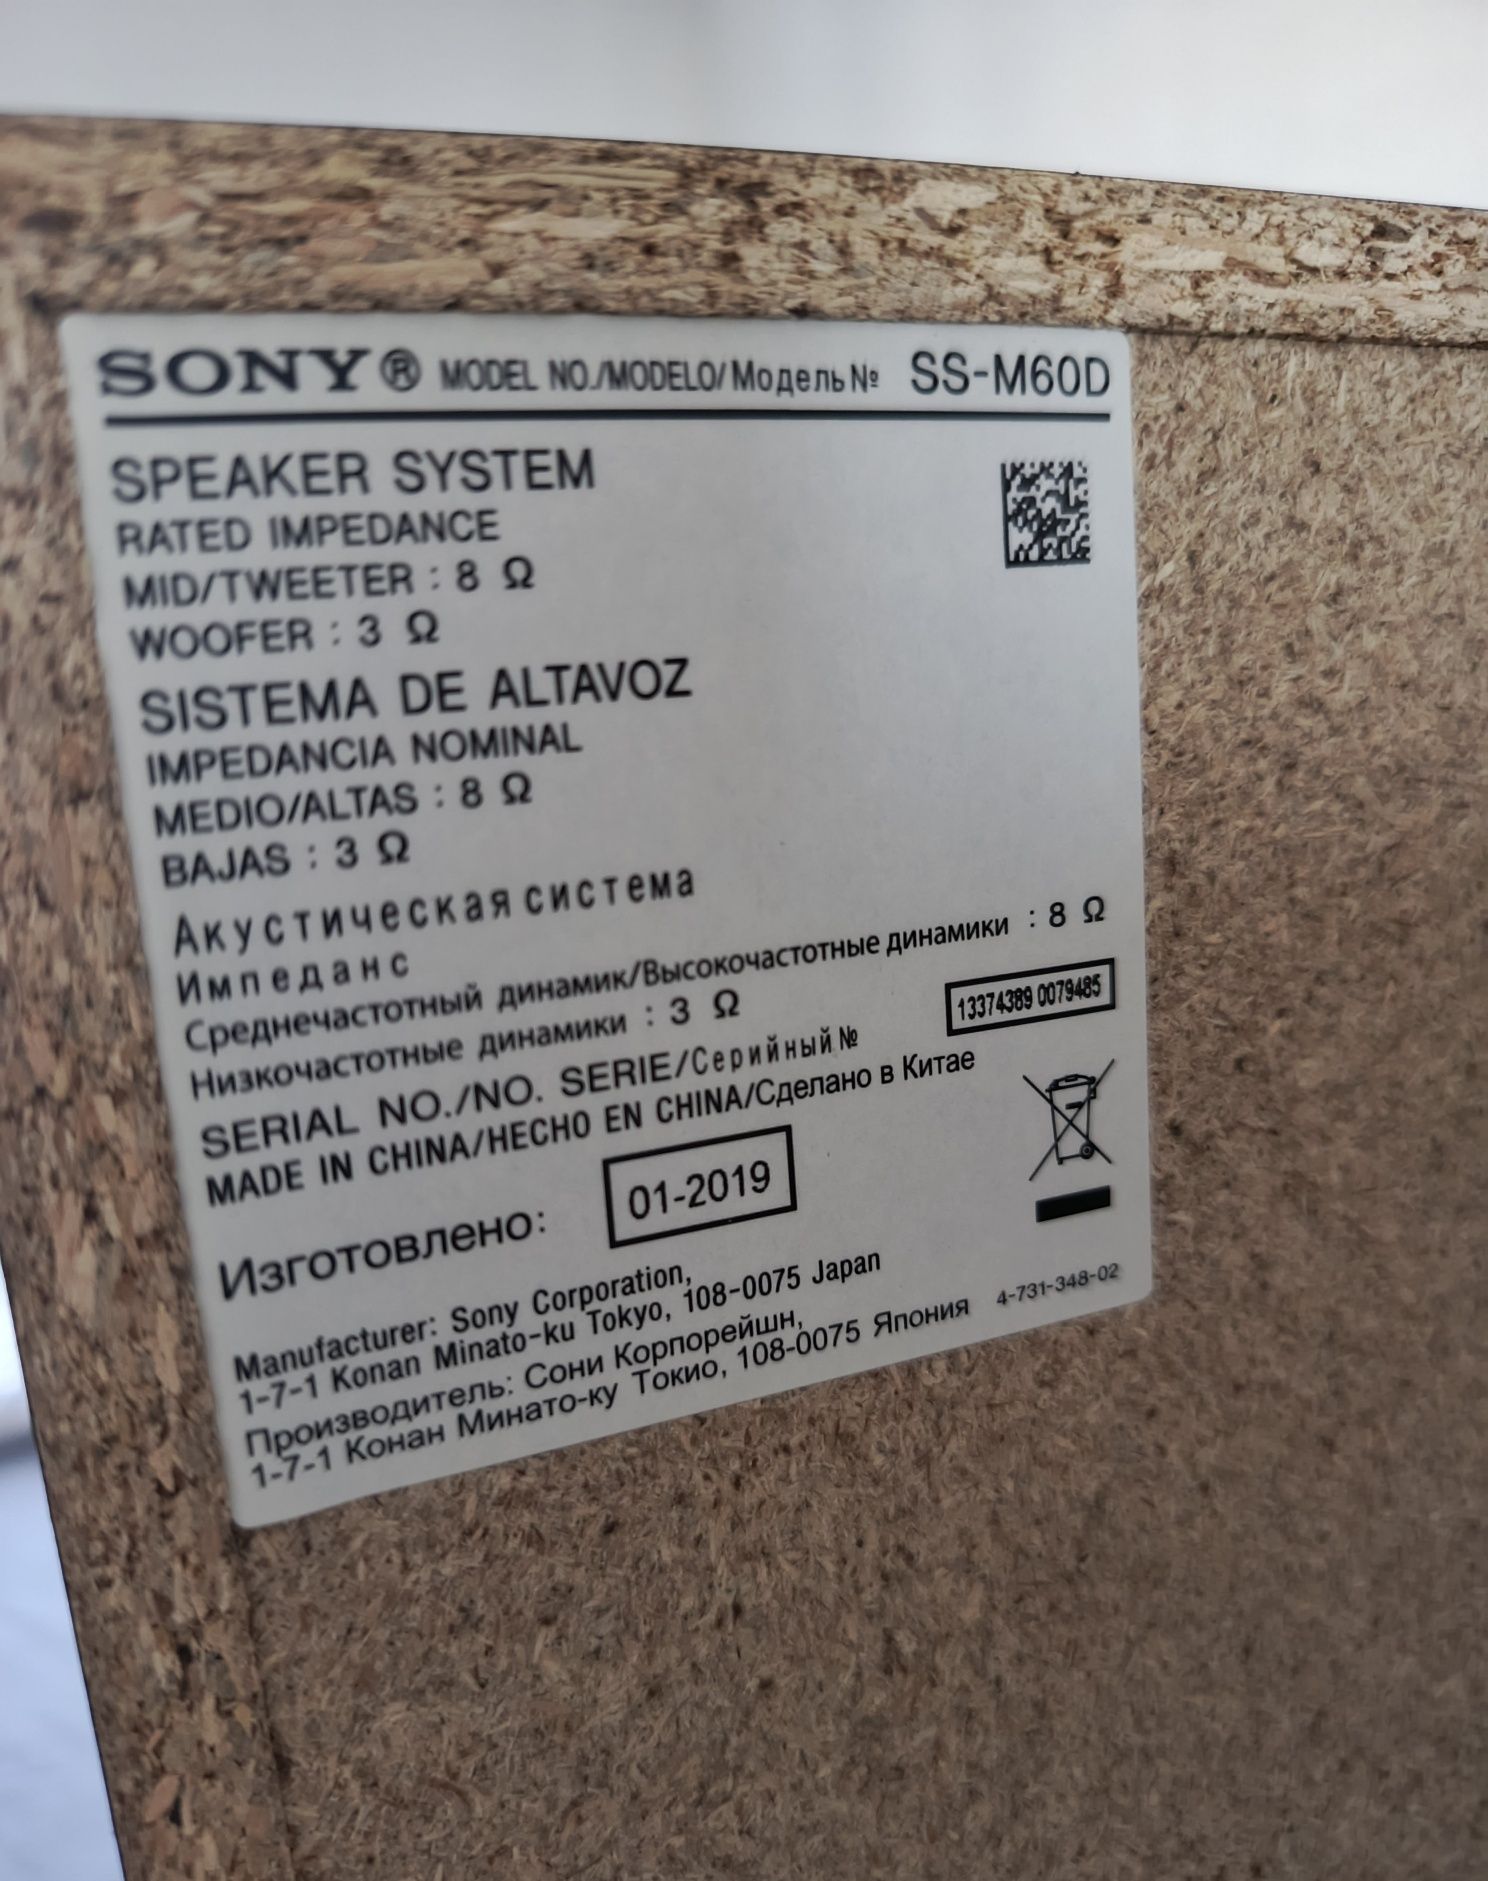 SONY® MODEL NO./MODELO/Модель № SS-M60D
SPEAKER SYSTEM
RATED IMPEDANCE
MID/TWEETER : 8 Ω
WOOFER : 3 Ω
SISTEMA DE ALTAVOZ
IMPEDANCIA NOMINAL
MEDIO/ALTAS : 8 Ω
BAJAS : 3 Ω
Акустическая система
Импеданс
Среднечастотный динамик/Высокочастотные динамики : 8 Ω
Низкочастотные динамики : 3 Ω
SERIAL NO./NO. SERIE/Серийный № 13374389 0079485
MADE IN CHINA/HECHO EN CHINA/Сделано в Китае
Изготовлено: 01-2019
Manufacturer: Sony Corporation,
1-7-1 Konan Minato-ku Tokyo, 108-0075 Japan
Производитель: Сони Корпорейшн,
1-7-1 Конан Минато-ку Токио, 108-0075 Япония 4-731-348-02